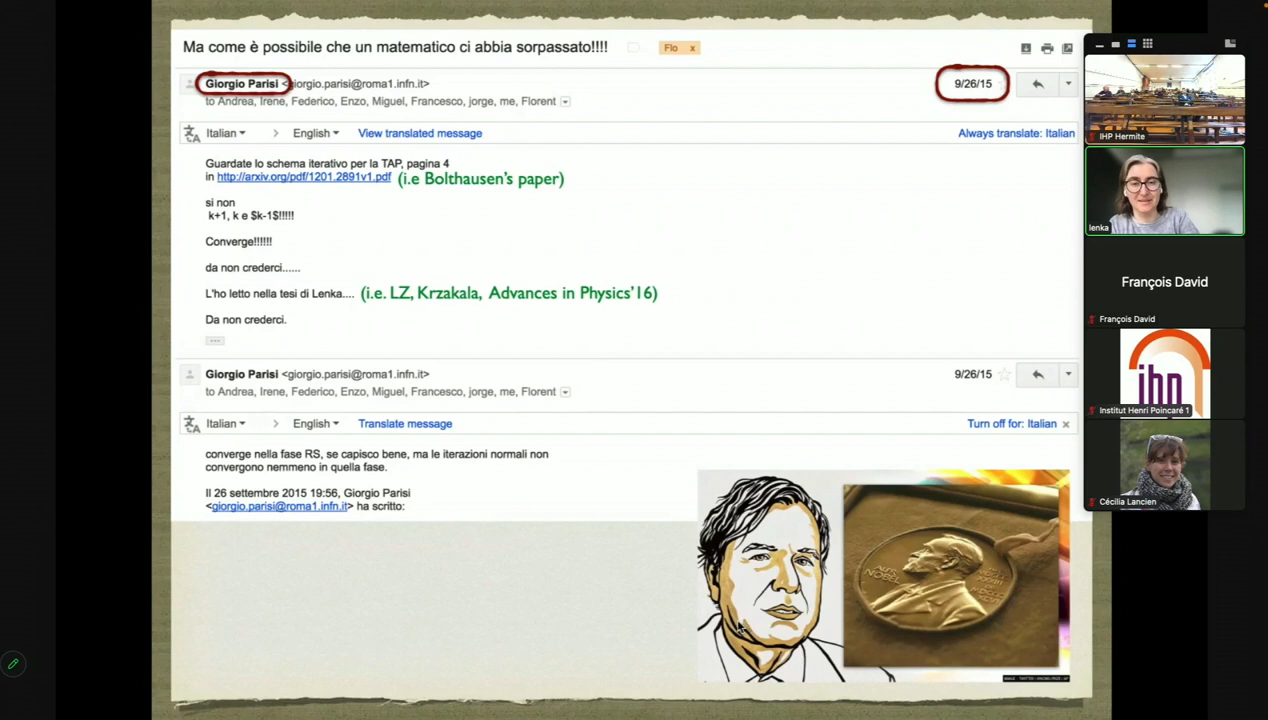 Ma come è possibile che un matematico ci abbia sorpassato!!!!
Flo x
Giorgio Parisi <giorgio.parisi@roma1.infn.it>
9/26/15
to Andrea, Irene, Federico, Enzo, Miguel, Francesco, jorge, me, Florent
Italian > English View translated message
Always translate: Italian
Guardate lo schema iterativo per la TAP, pagina 4
in http://arxiv.org/pdf/1201.2891v1.pdf (i.e Bolthausen's paper)
si non
k+1, k e $k-1$!!!!!
Converge!!!!!!
da non crederci......
L'ho letto nella tesi di Lenka.... (i.e. LZ, Krzakala, Advances in Physics'16)
Da non crederci.
...
Giorgio Parisi <giorgio.parisi@roma1.infn.it>
9/26/15
to Andrea, Irene, Federico, Enzo, Miguel, Francesco, jorge, me, Florent
Italian > English Translate message
Turn off for: Italian x
converge nella fase RS, se capisco bene, ma le iterazioni normali non
convergono nemmeno in quella fase.
Il 26 settembre 2015 19:56, Giorgio Parisi
<giorgio.parisi@roma1.infn.it> ha scritto:
ALFR.
NOBEL
IHP Hermite
lenka
François David
François David
ihp
Institut Henri Poincaré 1
Cécilia Lancien